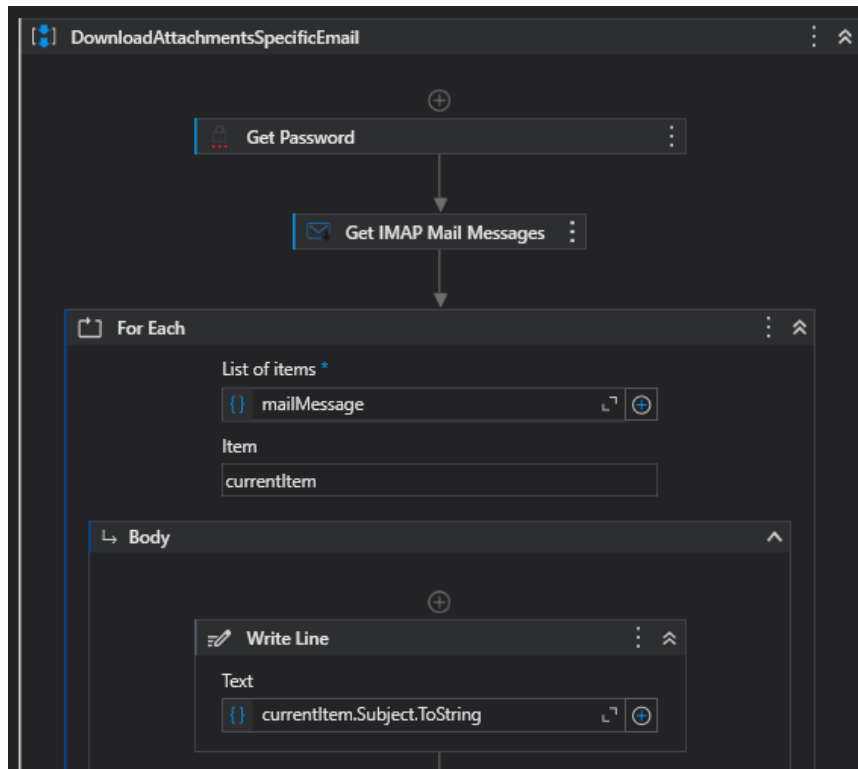 DownloadAttachmentsSpecificEmail
Get Password
Get IMAP Mail Messages
For Each
List of items *
{} mailMessage
Item
currentItem
Body
Write Line
Text
{} currentItem.Subject.ToString